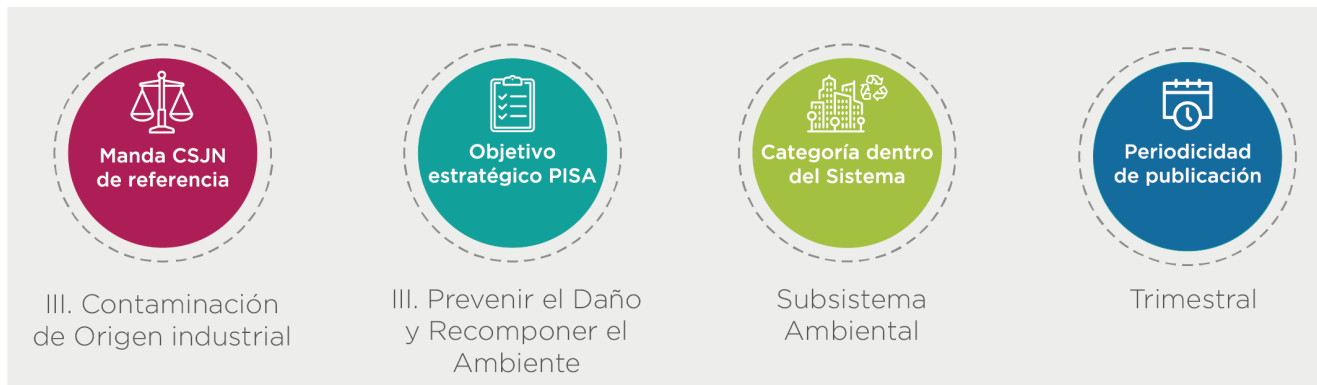 Manda CSJN
de referencia
III. Contaminación
de Origen industrial
Objetivo
estratégico PISA
III. Prevenir el Daño
y Recomponer el
Ambiente
Categoría dentro
del Sistema
Subsistema
Ambiental
Periodicidad
de publicación
Trimestral